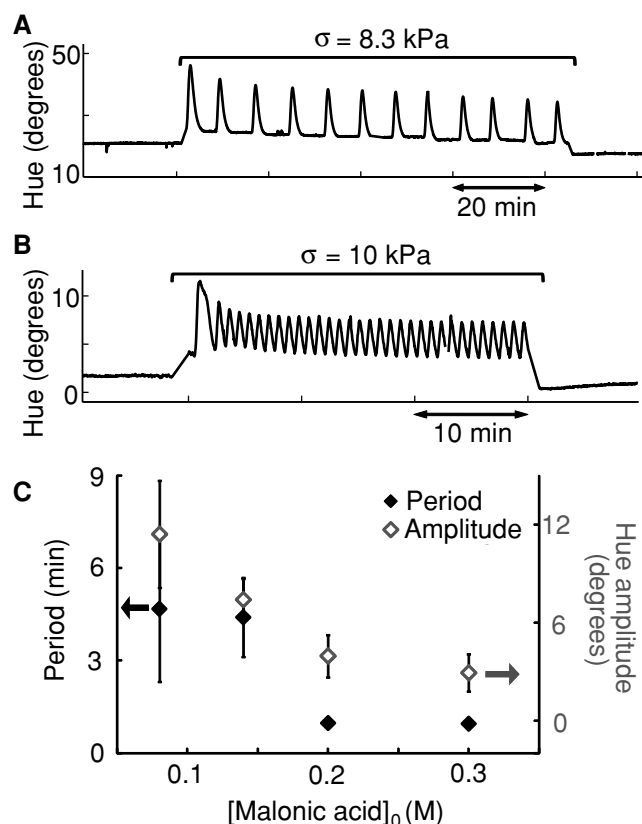 A
σ = 8.3 kPa
50
10
Hue (degrees)
20 min
B
σ = 10 kPa
10
0
Hue (degrees)
10 min
C
9
6
3
0
Period (min)
Period
Amplitude
12
6
0
Hue amplitude
(degrees)
0.1
0.2
0.3
[Malonic acid]0 (M)